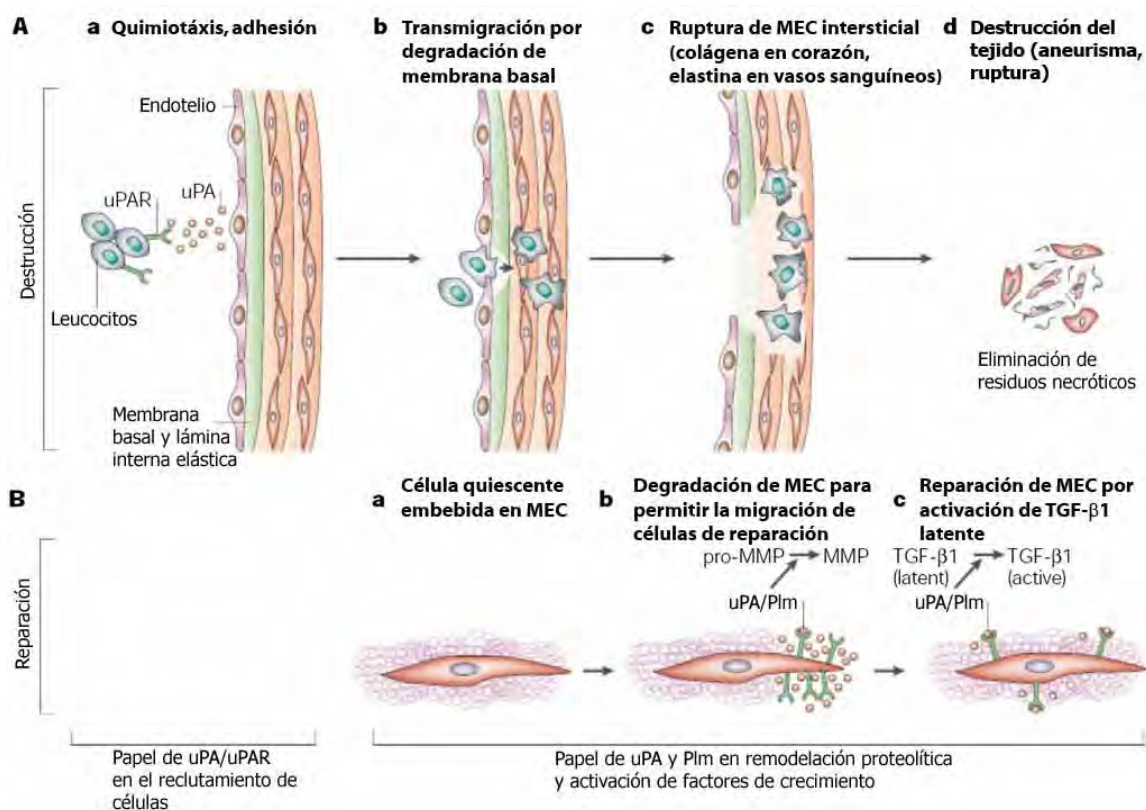 A
a Quimiotáxis, adhesión
b Transmigración por
degradación de
membrana basal
c Ruptura de MEC intersticial
(colágena en corazón,
elastina en vasos sanguíneos)
d Destrucción del
tejido (aneurisma,
ruptura)
Destrucción
Endotelio
uPAR
uPA
Leucocitos
Membrana
basal y lámina
interna elástica
Eliminación de
residuos necróticos
B
Reparación
a Célula quiescente
embebida en MEC
b Degradación de MEC para
permitir la migración de
células de reparación
pro-MMP MMP
uPA/Plm
c Reparación de MEC por
activación de TGF-β1
latente
TGF-β1 TGF-β1
(latent) (active)
uPA/Plm
Papel de uPA/uPAR
en el reclutamiento de
células
Papel de uPA y Plm en remodelación proteolítica
y activación de factores de crecimiento